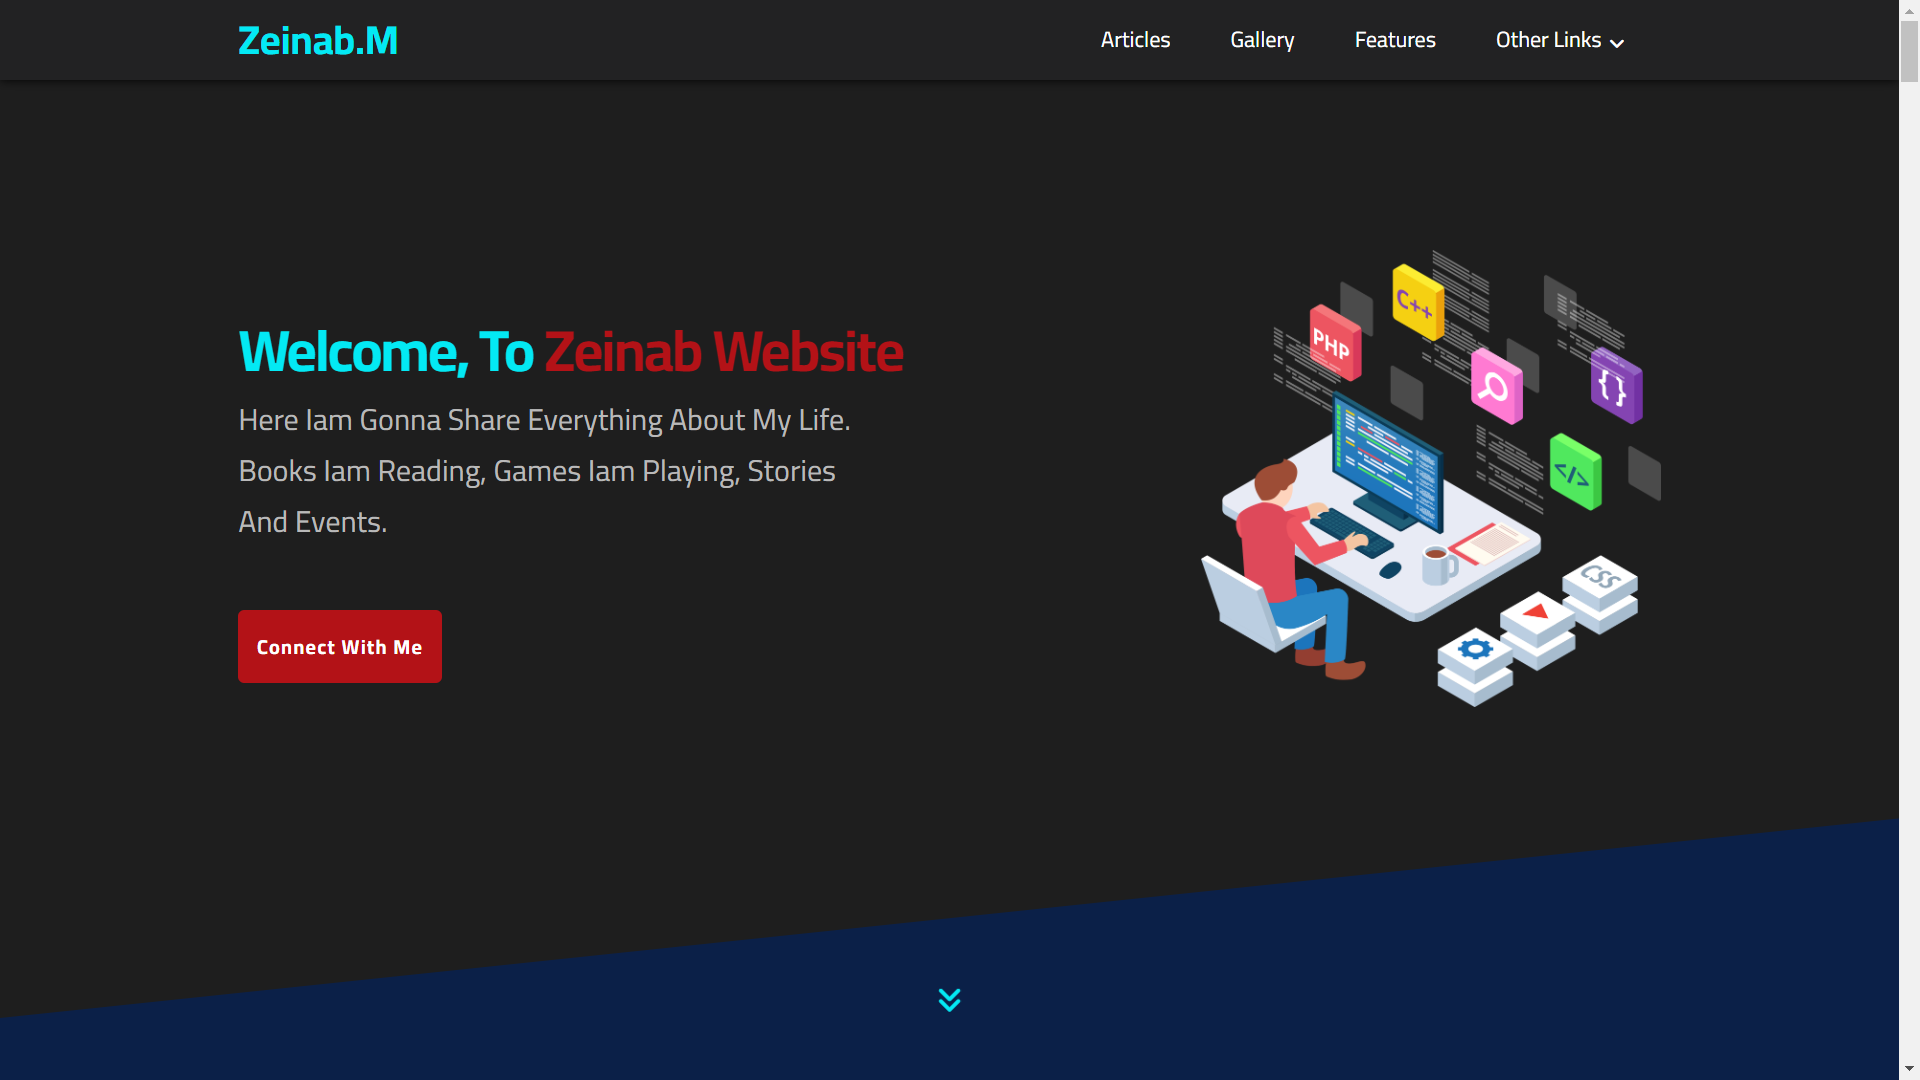 Zeinab.M
Articles
Gallery
Features
Other Links
Welcome, To Zeinab Website
Here Iam Gonna Share Everything About My Life.
Books Iam Reading, Games Iam Playing, Stories
And Events.
Connect With Me
C++
PHP
{}
</>
CSS